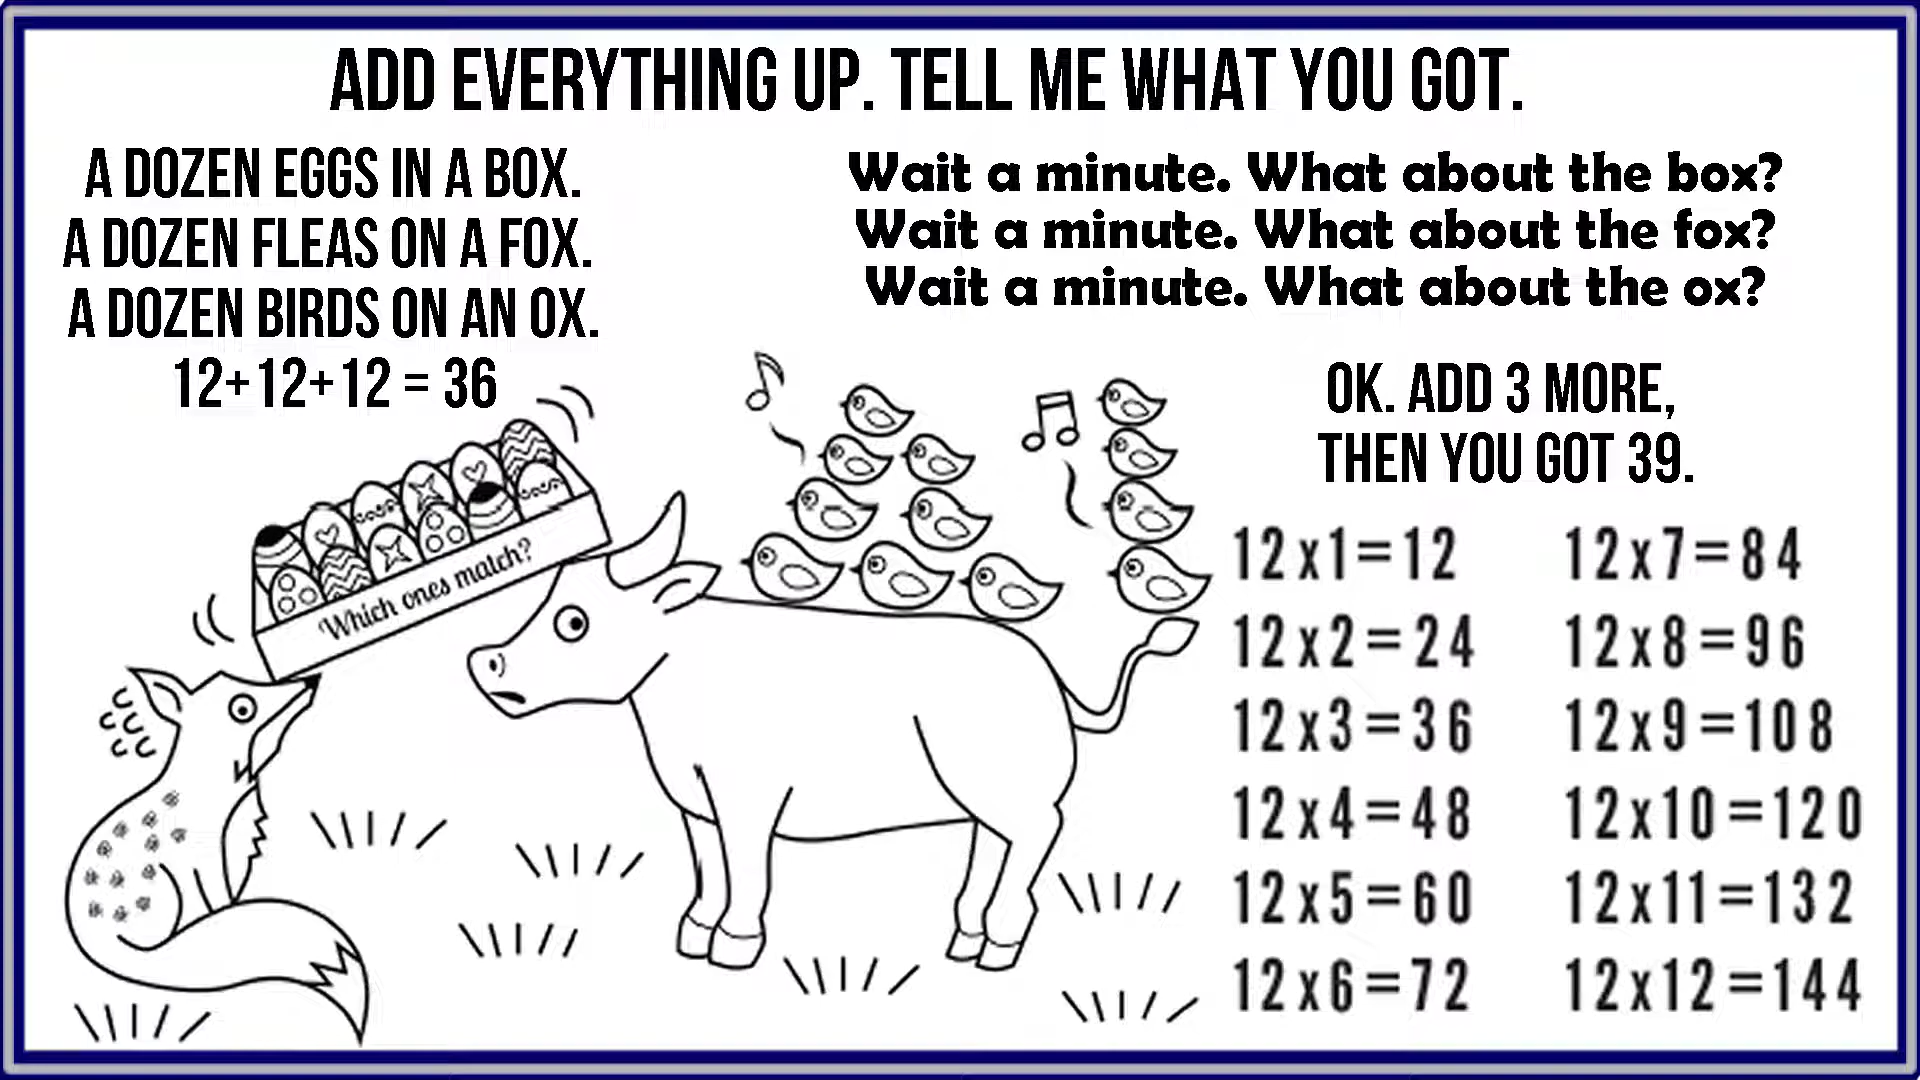 ADD EVERYTHING UP. TELL ME WHAT YOU GOT.
A DOZEN EGGS IN A BOX.
A DOZEN FLEAS ON A FOX.
A DOZEN BIRDS ON AN OX.
12+12+12 = 36
Wait a minute. What about the box?
Wait a minute. What about the fox?
Wait a minute. What about the ox?
OK. ADD 3 MORE,
THEN YOU GOT 39.
Which ones match?
12x1=12
12x2=24
12x3=36
12x4=48
12x5=60
12x6=72
12x7=84
12x8=96
12x9=108
12x10=120
12x11=132
12x12=144